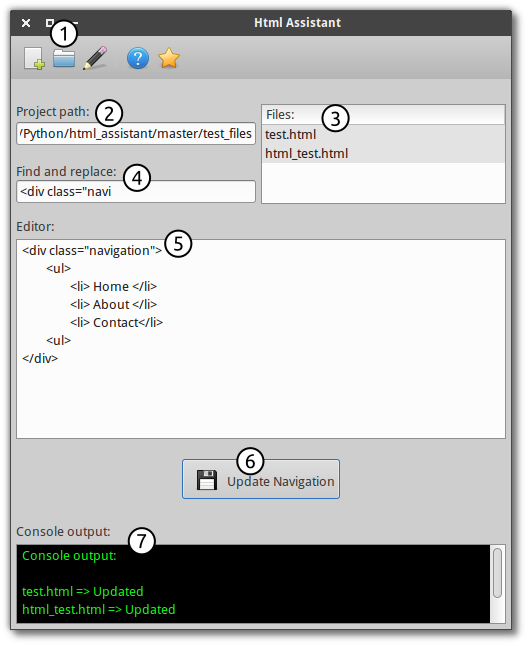 Html Assistant
1
Project path:
2
/Python/html_assistant/master/test_files
Files:
3
test.html
html_test.html
Find and replace:
4
<div class="navi
Editor:
5
<div class="navigation">
<ul>
<li> Home </li>
<li> About </li>
<li> Contact</li>
<ul>
</div>
6
Update Navigation
Console output:
7
Console output:
test.html => Updated
html_test.html => Updated